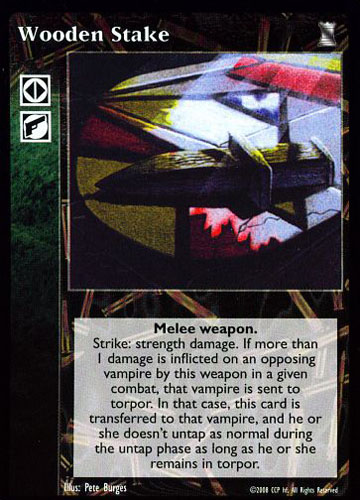 Wooden Stake
Melee weapon.
Strike: strength damage. If more than
1 damage is inflicted on an opposing
vampire by this weapon in a given
combat, that vampire is sent to
torpor. In that case, this card is
transferred to that vampire, and he or
she doesn't untap as normal during
the untap phase as long as he or she
remains in torpor.
Illus: Pete Burges ©2008 CCP hf. All Rights Reserved